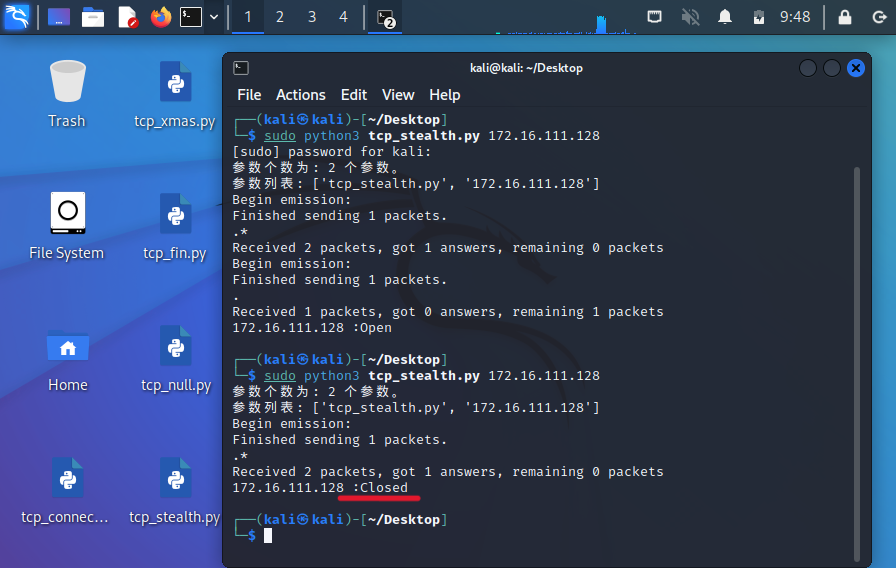 1 2 3 4 2 9:48
kali@kali: ~/Desktop
File Actions Edit View Help
┌──(kali㉿kali)-[~/Desktop]
└─$ sudo python3 tcp_stealth.py 172.16.111.128
[sudo] password for kali:
参数个数为: 2 个参数。
参数列表: ['tcp_stealth.py', '172.16.111.128']
Begin emission:
Finished sending 1 packets.
.*
Received 2 packets, got 1 answers, remaining 0 packets
Begin emission:
Finished sending 1 packets.
.
Received 1 packets, got 0 answers, remaining 1 packets
172.16.111.128 :Open
┌──(kali㉿kali)-[~/Desktop]
└─$ sudo python3 tcp_stealth.py 172.16.111.128
参数个数为: 2 个参数。
参数列表: ['tcp_stealth.py', '172.16.111.128']
Begin emission:
Finished sending 1 packets.
.*
Received 2 packets, got 1 answers, remaining 0 packets
172.16.111.128 :Closed
┌──(kali㉿kali)-[~/Desktop]
└─$
Trash
tcp_xmas.py
File System
tcp_fin.py
Home
tcp_null.py
tcp_connec...
tcp_stealth.py